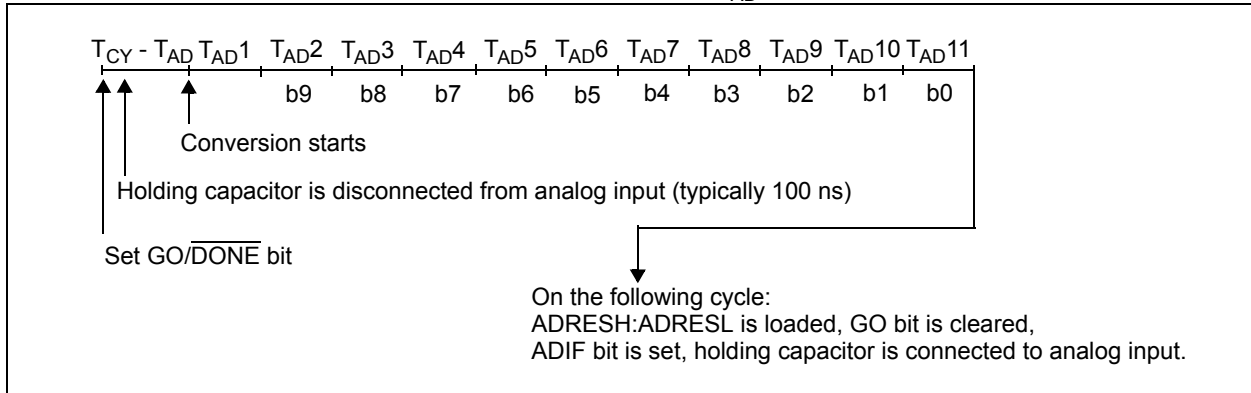 AD
TCY - TAD TAD1 TAD2 TAD3 TAD4 TAD5 TAD6 TAD7 TAD8 TAD9 TAD10 TAD11
b9 b8 b7 b6 b5 b4 b3 b2 b1 b0
Conversion starts
Holding capacitor is disconnected from analog input (typically 100 ns)
Set GO/DONE bit
On the following cycle:
ADRESH:ADRESL is loaded, GO bit is cleared,
ADIF bit is set, holding capacitor is connected to analog input.